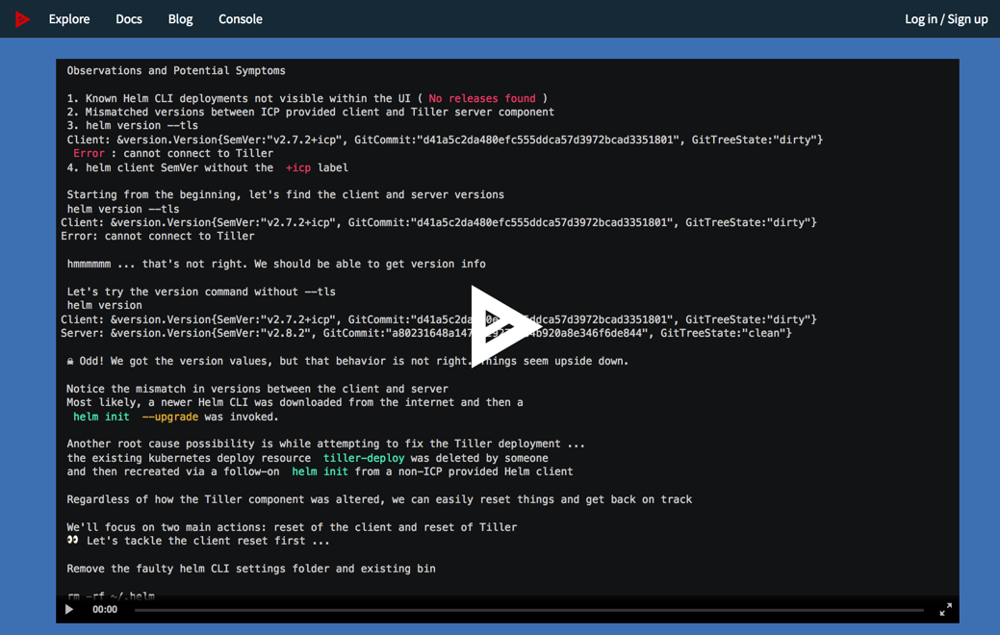 Explore Docs Blog Console Log in / Sign up
Observations and Potential Symptoms
1. Known Helm CLI deployments not visible within the UI ( No releases found )
2. Mismatched versions between ICP provided client and Tiller server component
3. helm version --tls
Client: &version.Version{SemVer:"v2.7.2+icp", GitCommit:"d41a5c2da480efc555ddca57d3972bcad3351801", GitTreeState:"dirty"}
Error : cannot connect to Tiller
4. helm client SemVer without the +icp label
Starting from the beginning, let's find the client and server versions
helm version --tls
Client: &version.Version{SemVer:"v2.7.2+icp", GitCommit:"d41a5c2da480efc555ddca57d3972bcad3351801", GitTreeState:"dirty"}
Error: cannot connect to Tiller
hmmmmmm ... that's not right. We should be able to get version info
Let's try the version command without --tls
helm version
Client: &version.Version{SemVer:"v2.7.2+icp", GitTreeState:"dirty"}
Server: &version.Version{SemVer:"v2.8.2", GitTreeState:"clean"}
☠ Odd! We got the version values, but that behavior is not right. Things seem upside down.
Notice the mismatch in versions between the client and server
Most likely, a newer Helm CLI was downloaded from the internet and then a
helm init --upgrade was invoked.
Another root cause possibility is while attempting to fix the Tiller deployment ...
the existing kubernetes deploy resource tiller-deploy was deleted by someone
and then recreated via a follow-on helm init from a non-ICP provided Helm client
Regardless of how the Tiller component was altered, we can easily reset things and get back on track
We'll focus on two main actions: reset of the client and reset of Tiller
👀 Let's tackle the client reset first ...
Remove the faulty helm CLI settings folder and existing bin
rm -rf ~/.helm
00:00